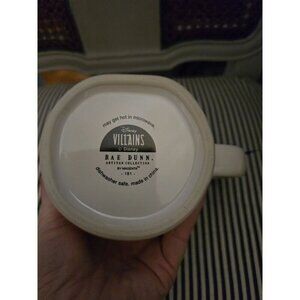 may get hot in microwave.
Disney
VILLAINS
© Disney
RAE DUNN.
ARTISAN COLLECTION
BY MAGENTA
- 181 -
dishwasher safe. made in china.